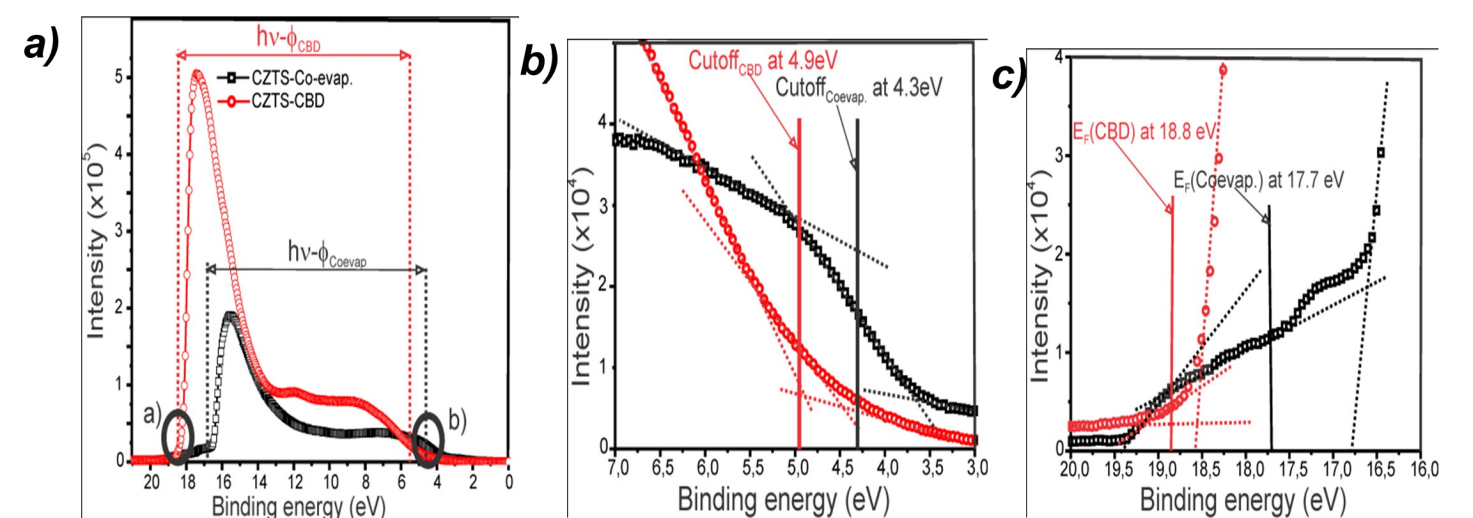 a)
hν-ϕCBD
CZTS-Co-evap.
CZTS-CBD
hν-ϕCoevap
a)
b)
Intensity (x10⁵)
5
4
3
2
1
0
20 18 16 14 12 10 8 6 4 2 0
Binding energy (eV)
b)
CutoffCBD at 4.9eV
CutoffCoevap. at 4.3eV
Intensity (x10⁴)
4
3
2
1
0
7,0 6,5 6,0 5,5 5,0 4,5 4,0 3,5 3,0
Binding energy (eV)
c)
EF(CBD) at 18.8 eV
EF(Coevap.) at 17.7 eV
Intensity (x10⁴)
4
3
2
1
0
20,0 19,5 19,0 18,5 18,0 17,5 17,0 16,5 16,0
Binding energy (eV)